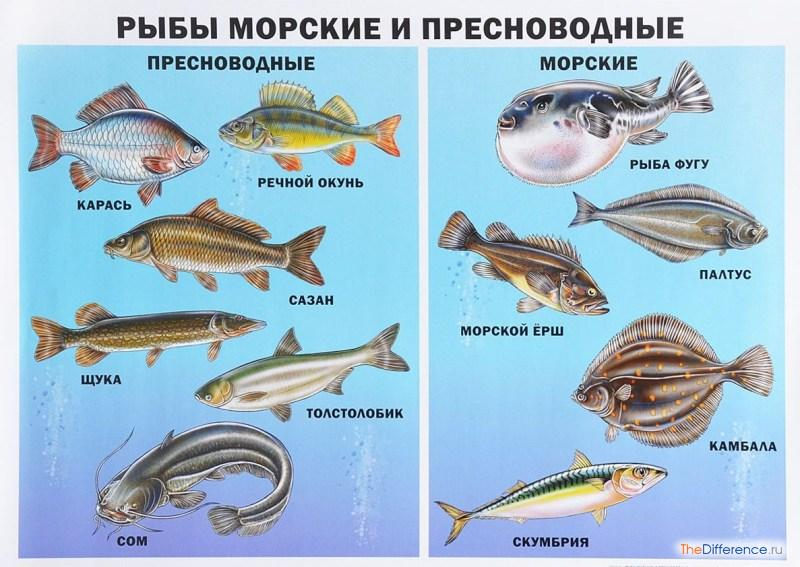 РЫБЫ МОРСКИЕ И ПРЕСНОВОДНЫЕ
ПРЕСНОВОДНЫЕ
КАРАСЬ
РЕЧНОЙ ОКУНЬ
САЗАН
ЩУКА
ТОЛСТОЛОБИК
СОМ
МОРСКИЕ
РЫБА ФУГУ
ПАЛТУС
МОРСКОЙ ЁРШ
КАМБАЛА
СКУМБРИЯ
TheDifference.ru